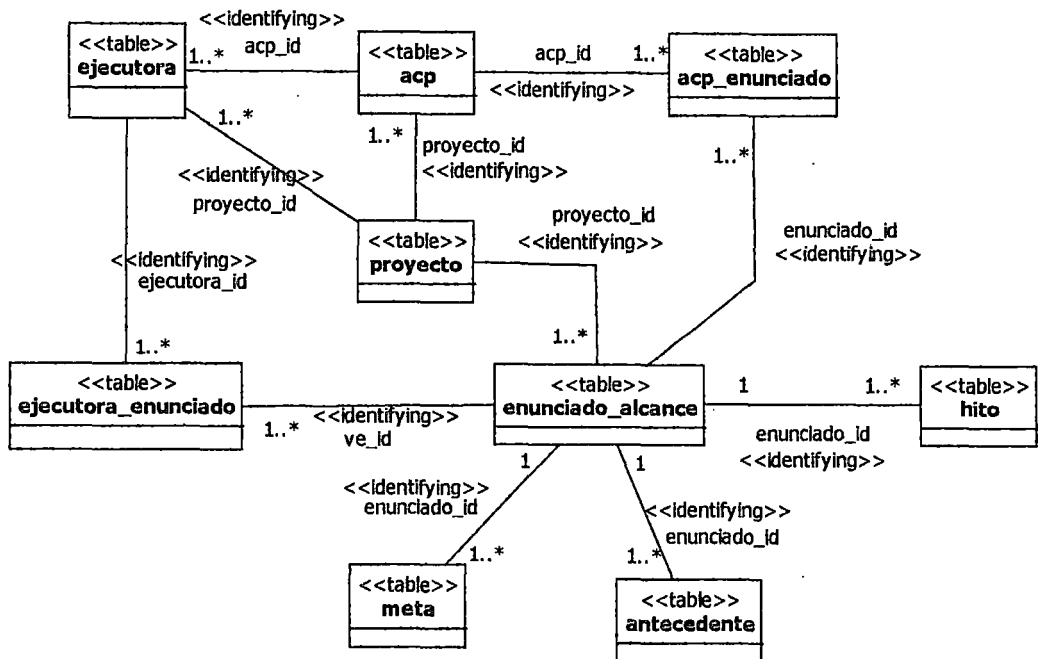 <<identifying>>
acp_id
<<table>>
ejecutora
1..*
<<table>>
acp
acp_id
1..*
<<identifying>>
<<table>>
acp_enunciado
1..*
1..*
1..*
proyecto_id
<<identifying>>
<<identifying>>
proyecto_id
<<table>>
proyecto
proyecto_id
<<identifying>>
enunciado_id
<<identifying>>
<<identifying>>
ejecutora_id
1..*
1..*
<<table>>
ejecutora_enunciado
1..*
<<identifying>>
ve_id
<<table>>
enunciado_alcance
1
1..*
<<table>>
hito
enunciado_id
<<identifying>>
1
1
<<identifying>>
enunciado_id
<<identifying>>
enunciado_id
1..*
1..*
<<table>>
meta
<<table>>
antecedente